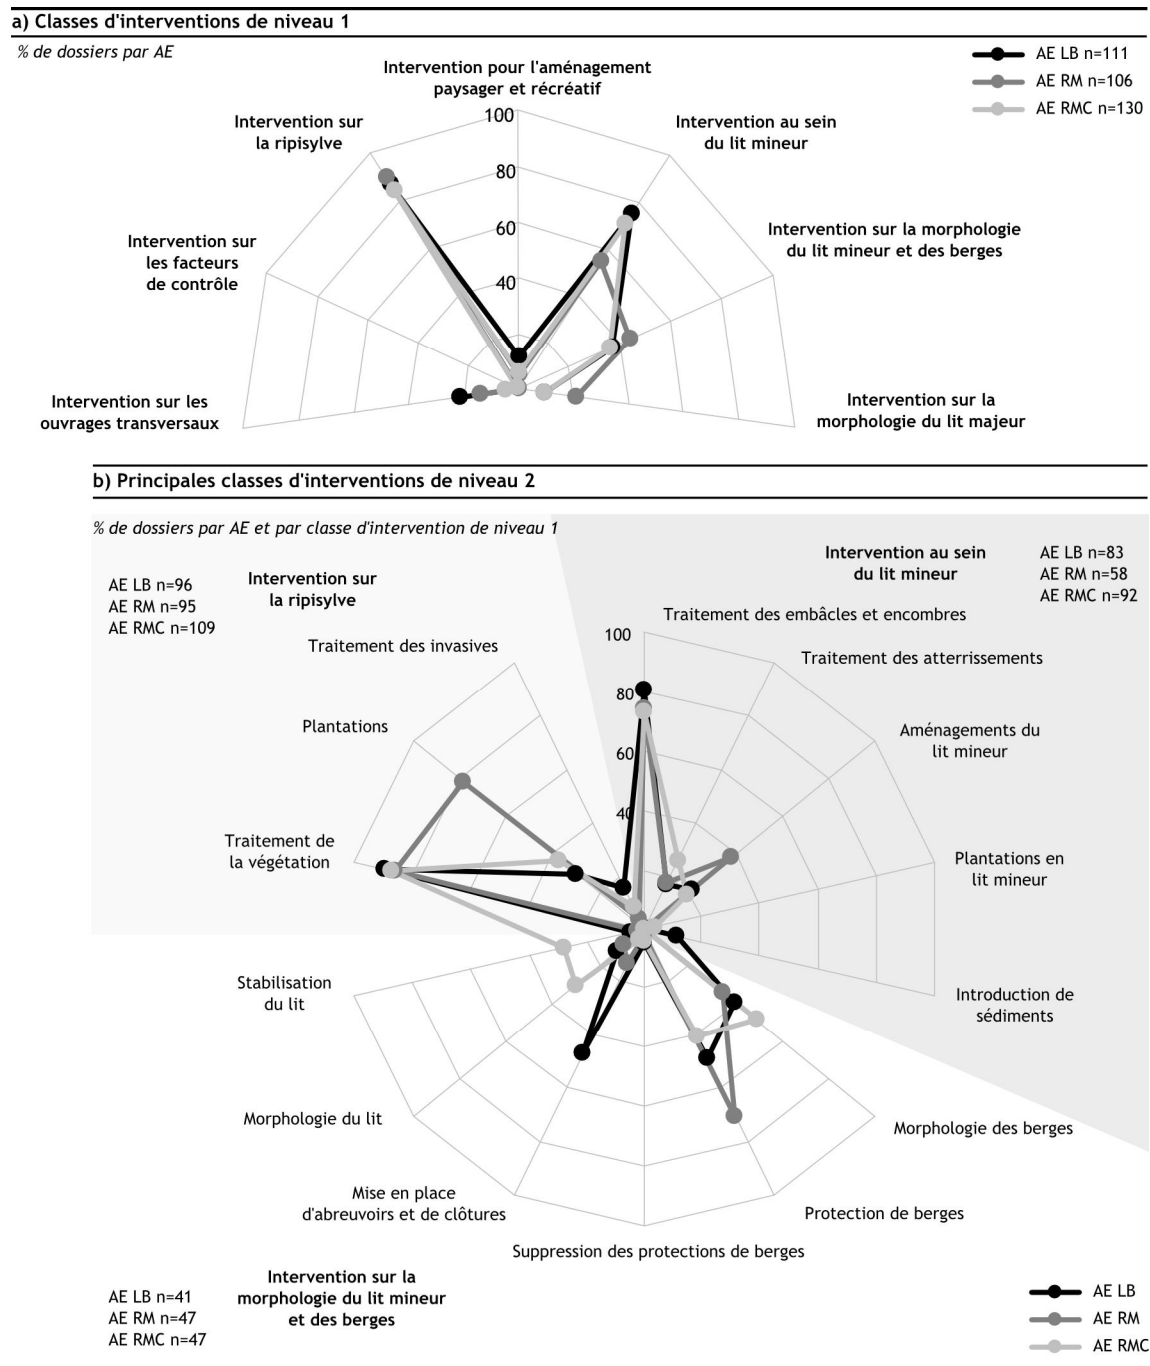 a) Classes d'interventions de niveau 1
% de dossiers par AE
AE LB n=111
AE RM n=106
AE RMC n=130
Intervention pour l'aménagement
paysager et récréatif
Intervention sur
la ripisylve
Intervention au sein
du lit mineur
Intervention sur
les facteurs
de contrôle
Intervention sur la morphologie
du lit mineur et des berges
Intervention sur les
ouvrages transversaux
Intervention sur la
morphologie du lit majeur
100
80
60
40
b) Principales classes d'interventions de niveau 2
% de dossiers par AE et par classe d'intervention de niveau 1
AE LB n=96
AE RM n=95
AE RMC n=109
Intervention sur
la ripisylve
Intervention au sein
du lit mineur
AE LB n=83
AE RM n=58
AE RMC n=92
Traitement des embâcles et encombres
Traitement des invasives
Traitement des atterrissements
Plantations
Aménagements du
lit mineur
Traitement de
la végétation
Plantations en
lit mineur
100
80
60
40
Stabilisation
du lit
Introduction de
sédiments
Morphologie du lit
Morphologie des berges
Mise en place
d'abreuvoirs et de clôtures
Protection de berges
Suppression des protections de berges
AE LB n=41
AE RM n=47
AE RMC n=47
Intervention sur la
morphologie du lit mineur
et des berges
AE LB
AE RM
AE RMC